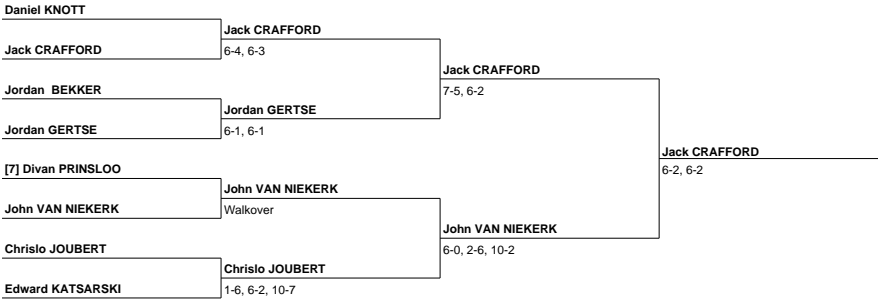 Daniel KNOTT
Jack CRAFFORD
Jack CRAFFORD
6-4, 6-3
Jack CRAFFORD
7-5, 6-2
Jordan  BEKKER
Jordan GERTSE
Jordan GERTSE
6-1, 6-1
Jack CRAFFORD
6-2, 6-2
[7] Divan PRINSLOO
John VAN NIEKERK
John VAN NIEKERK
Walkover
John VAN NIEKERK
6-0, 2-6, 10-2
Chrislo JOUBERT
Chrislo JOUBERT
Edward KATSARSKI
1-6, 6-2, 10-7